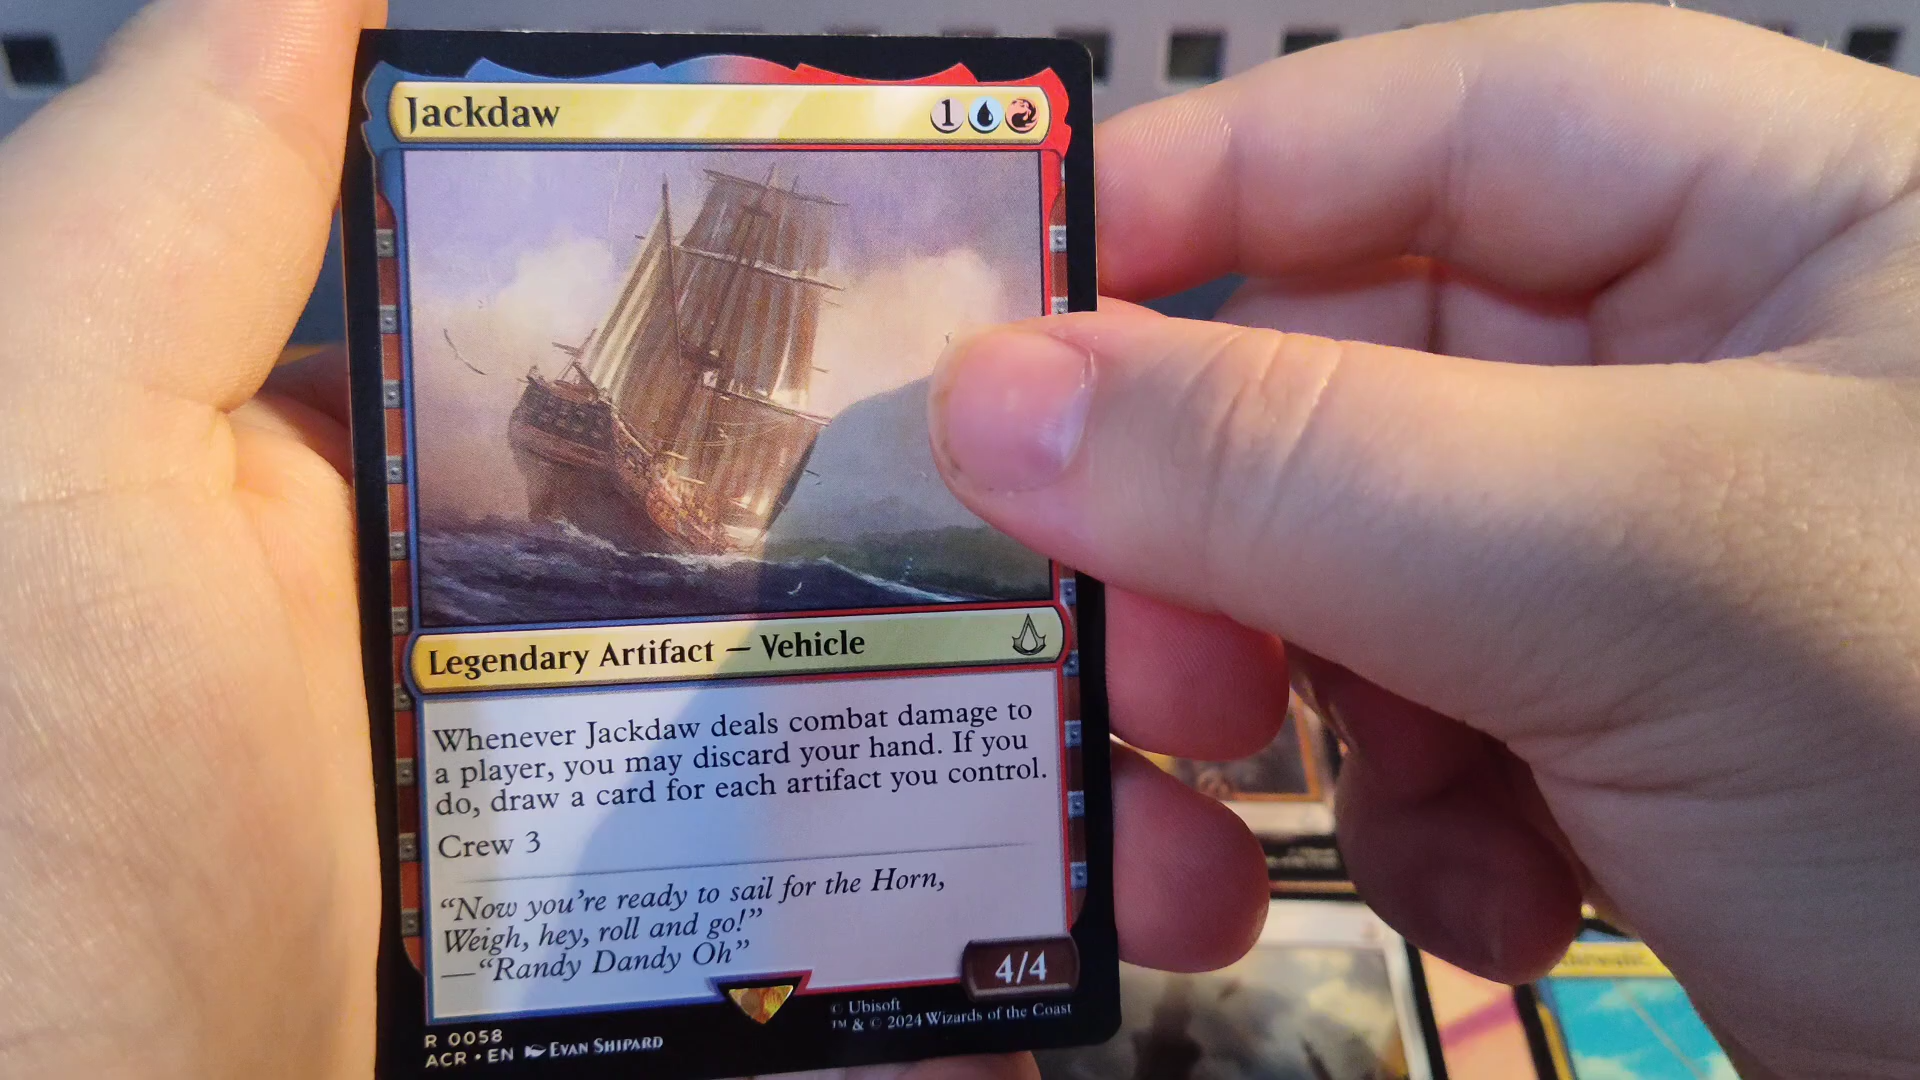 Jackdaw 1
Legendary Artifact — Vehicle
Whenever Jackdaw deals combat damage to
a player, you may discard your hand. If you
do, draw a card for each artifact you control.
Crew 3
“Now you’re ready to sail for the Horn,
Weigh, hey, roll and go!”
—“Randy Dandy Oh”
4/4
R 0058
ACR • EN EVAN SHIPARD
© Ubisoft
™ & © 2024 Wizards of the Coast